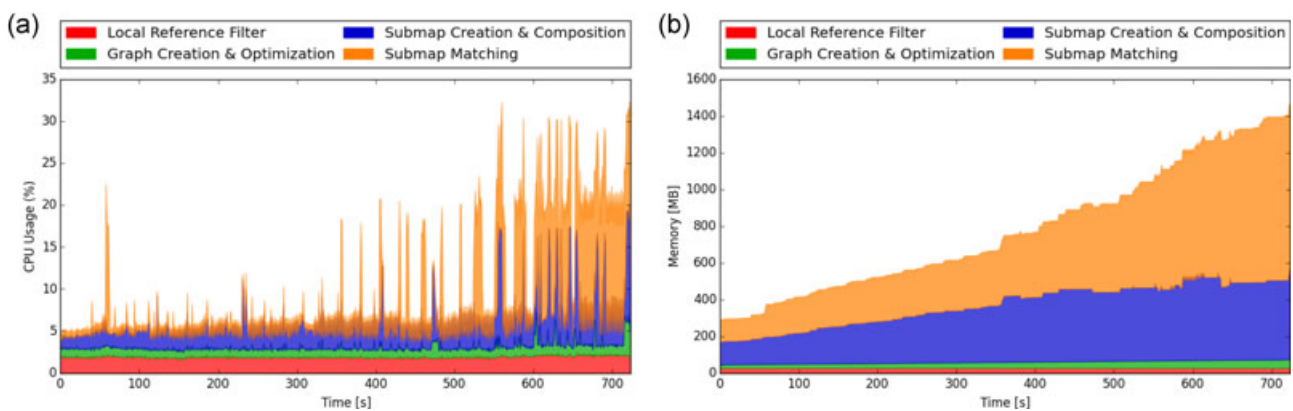 (a)
Local Reference Filter
Submap Creation & Composition
Graph Creation & Optimization
Submap Matching
35
30
25
20
15
10
5
0
CPU Usage (%)
0 100 200 300 400 500 600 700
Time [s]
(b)
Local Reference Filter
Submap Creation & Composition
Graph Creation & Optimization
Submap Matching
1600
1400
1200
1000
800
600
400
200
0
Memory [MB]
0 100 200 300 400 500 600 700
Time [s]